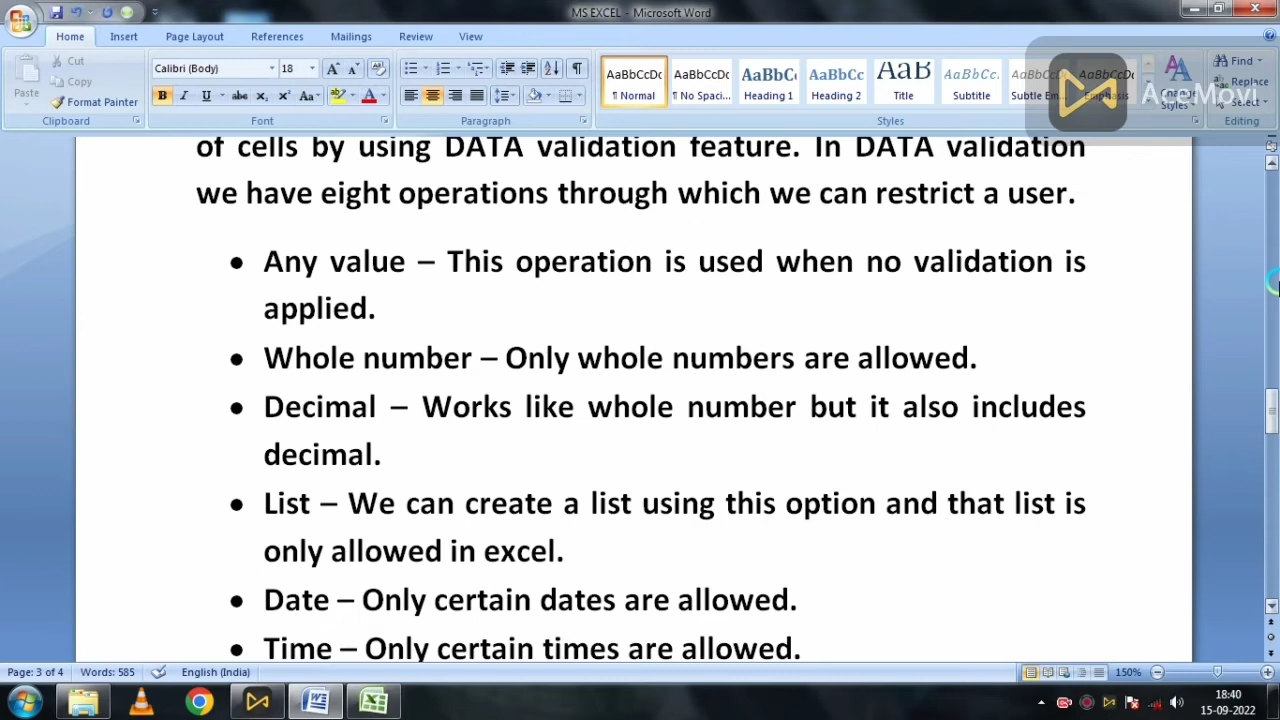 MS EXCEL - Microsoft Word
Home Insert Page Layout References Mailings Review View
Paste
Cut
Copy
Format Painter
Clipboard
Calibri (Body) 18
Font
Paragraph
AaBbCcDc AaBbCcDc AaBbC AaBbCc AaB AaBbCc. AaBbCcDc AaBbCcDc
¶ Normal ¶ No Spaci... Heading 1 Heading 2 Title Subtitle Subtle Em... Emphasis
Change Styles
Styles
Find
Replace
Select
Editing
AceMovi
of cells by using DATA validation feature. In DATA validation
we have eight operations through which we can restrict a user.
• Any value – This operation is used when no validation is
applied.
• Whole number – Only whole numbers are allowed.
• Decimal – Works like whole number but it also includes
decimal.
• List – We can create a list using this option and that list is
only allowed in excel.
• Date – Only certain dates are allowed.
• Time – Only certain times are allowed.
Page: 3 of 4 Words: 585 English (India) 150%
18:40
15-09-2022